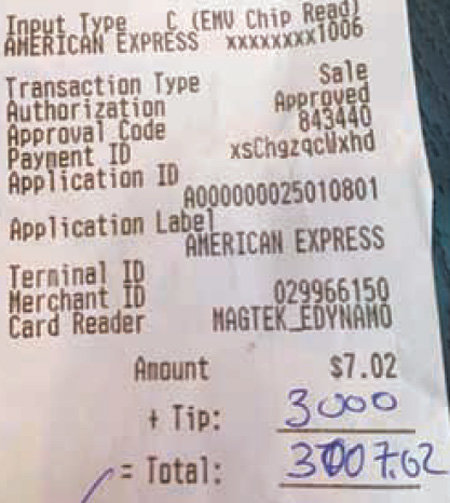 Input Type C (EMV Chip Read)
AMERICAN EXPRESS xxxxxxxx1006
Transaction Type Sale
Authorization Approved
Approval Code 843440
Payment ID xsChgzqcWxhd
Application ID
A000000025010801
Application Label
AMERICAN EXPRESS
Terminal ID
Merchant ID 029966150
Card Reader MAGTEK_EDYNAMO
Amount $7.02
+ Tip: 3000
= Total: 3007.02